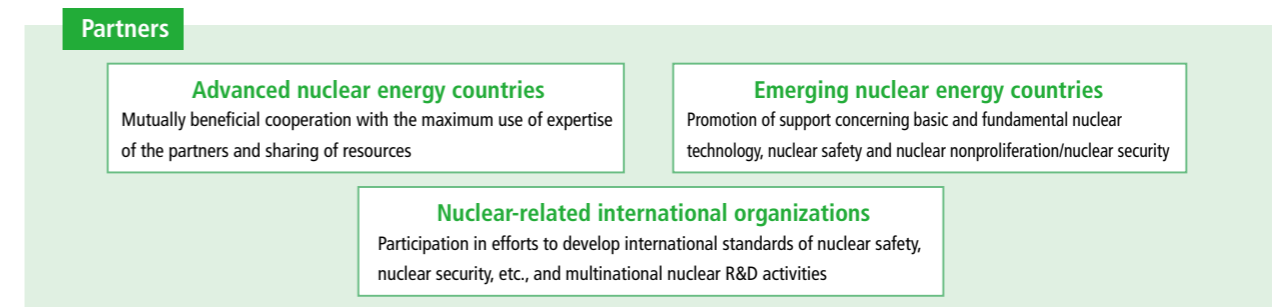 Partners
Advanced nuclear energy countries
Mutually beneficial cooperation with the maximum use of expertise
of the partners and sharing of resources
Emerging nuclear energy countries
Promotion of support concerning basic and fundamental nuclear
technology, nuclear safety and nuclear nonproliferation/nuclear security
Nuclear-related international organizations
Participation in efforts to develop international standards of nuclear safety,
nuclear security, etc., and multinational nuclear R&D activities